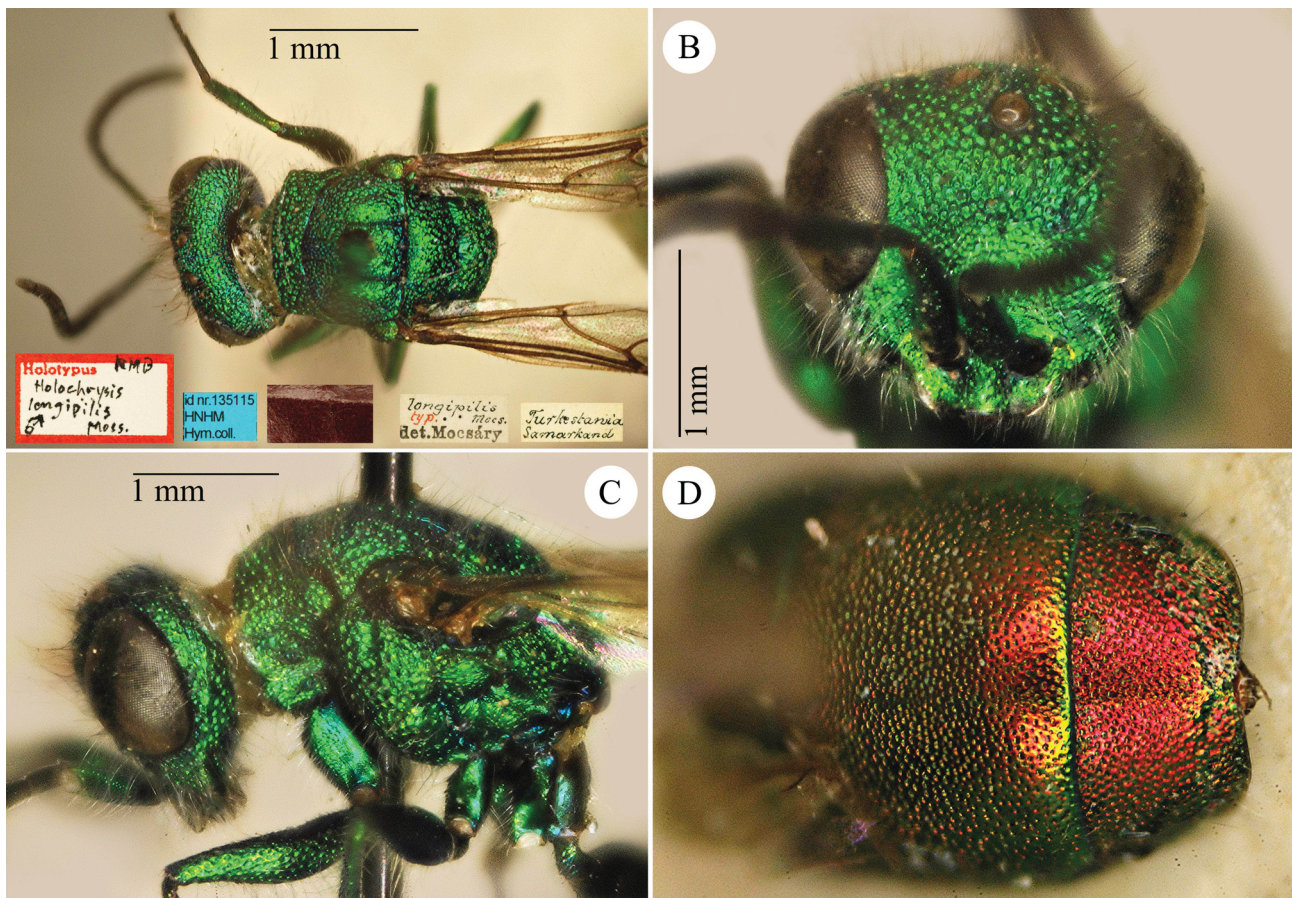 1 mm
B
1 mm
Holotypus RMB
Holochrysis
longipilis
♂ Mocs.
id nr.135115
HNHM
Hym.coll.
longipilis
typ. Mocs.
det.Mocsáry
Turkestania
Samarkand
1 mm
C
D